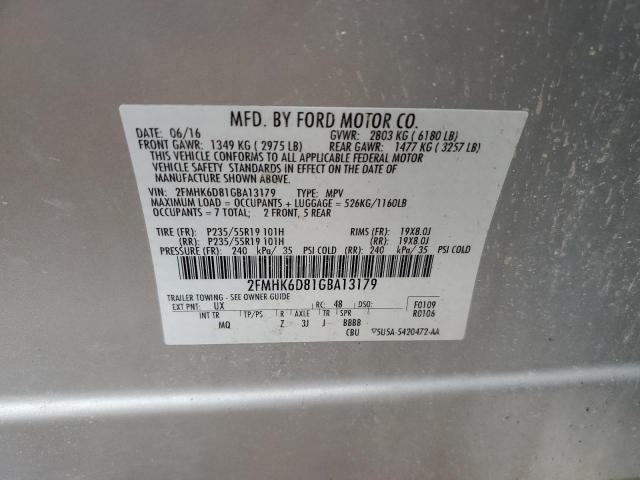 MFD. BY FORD MOTOR CO.
DATE: 06/16 GVWR: 2803 KG ( 6180 LB)
FRONT GAWR: 1349 KG ( 2975 LB) REAR GAWR: 1477 KG ( 3257LB)
THIS VEHICLE CONFORMS TO ALL APPLICABLE FEDERAL MOTOR
VEHICLE SAFETY STANDARDS IN EFFECT ON THE DATE OF
MANUFACTURE SHOWN ABOVE.
VIN: 2FMHK6D81GBA13179 TYPE: MPV
MAXIMUM LOAD = OCCUPANTS + LUGGAGE = 526KG/1160LB
OCCUPANTS = 7 TOTAL; 2 FRONT, 5 REAR
TIRE (FR): P235/55R19 101H RIMS (FR): 19X8.0J
(RR): P235/55R19 101H (RR): 19X8.0J
PRESSURE (FR): 240 kPa/ 35 PSI COLD (RR): 240 kPa/ 35 PSI COLD
2FMHK6D81GBA13179
TRAILER TOWING - SEE OWNER GUIDE
EXT PNT: UX RC: 48 DSO: F0109
R0106
INT TR TP/PS R AXLE TR SPR
MQ Z 3J J BBBB
CBU 5U5A-5420472-AA